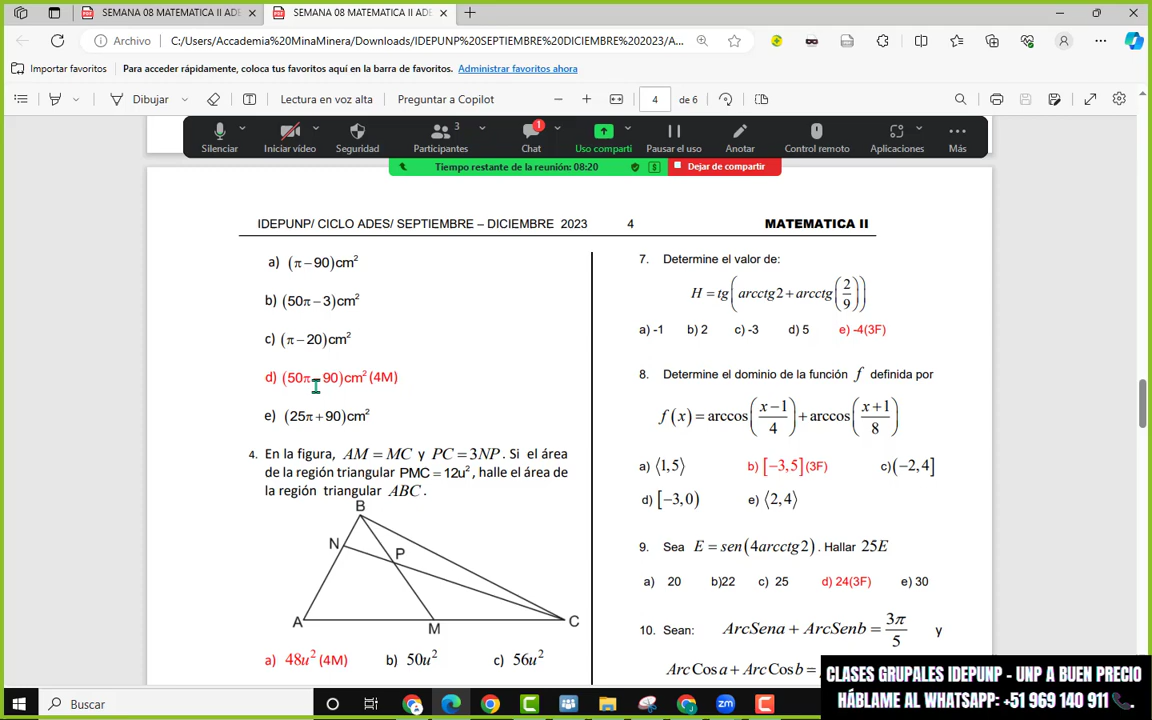 SEMANA 08 MATEMATICA II ADE
SEMANA 08 MATEMATICA II ADES.pdf
Archivo
C:/Users/Accademia%20MinaMinera/Downloads/IDEPUNP%20SEPTIEMBRE%20DICIEMBRE%202023/A...
Importar favoritos
Para acceder rápidamente, coloca tus favoritos aquí en la barra de favoritos. Administrar favoritos ahora
Dibujar
Lectura en voz alta
Preguntar a Copilot
4 de 6
3
1
Silenciar
Iniciar vídeo
Seguridad
Participantes
Chat
Uso comparti
Pausar el uso
Anotar
Control remoto
Aplicaciones
Más
Tiempo restante de la reunión: 08:20
Dejar de compartir
IDEPUNP/ CICLO ADES/ SEPTIEMBRE – DICIEMBRE 2023 4 MATEMATICA II
a) (π−90)cm²
b) (50π−3)cm²
c) (π−20)cm²
d) (50π−90)cm² (4M)
e) (25π+90)cm²
4. En la figura, AM = MC y PC = 3NP. Si el área
de la región triangular PMC = 12u², halle el área de
la región triangular ABC.
B
N
P
A
M
C
a) 48u² (4M) b) 50u² c) 56u²
7. Determine el valor de:
H = tg(arcctg2 + arcctg(2/9))
a) -1 b) 2 c) -3 d) 5 e) -4(3F)
8. Determine el dominio de la función f definida por
f(x) = arccos((x−1)/4) + arccos((x+1)/8)
a) ⟨1,5⟩ b) [−3,5](3F) c) (−2,4]
d) [−3,0⟩ e) ⟨2,4⟩
9. Sea E = sen(4arcctg2). Hallar 25E
a) 20 b)22 c) 25 d) 24(3F) e) 30
10. Sean: ArcSena + ArcSenb = 3π/5 y
ArcCosa + ArcCosb =
CLASES GRUPALES IDEPUNP - UNP A BUEN PRECIO
HÁBLAME AL WHATSAPP: +51 969 140 911
Buscar